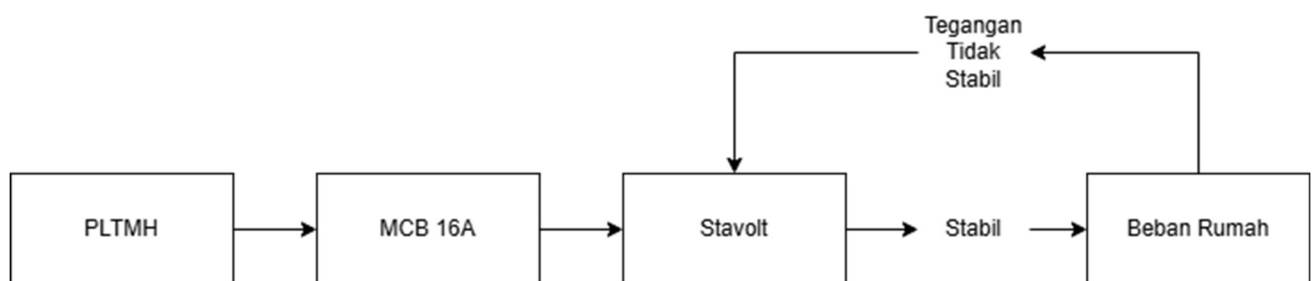 Tegangan
Tidak
Stabil
PLTMH
MCB 16A
Stavolt
Stabil
Beban Rumah